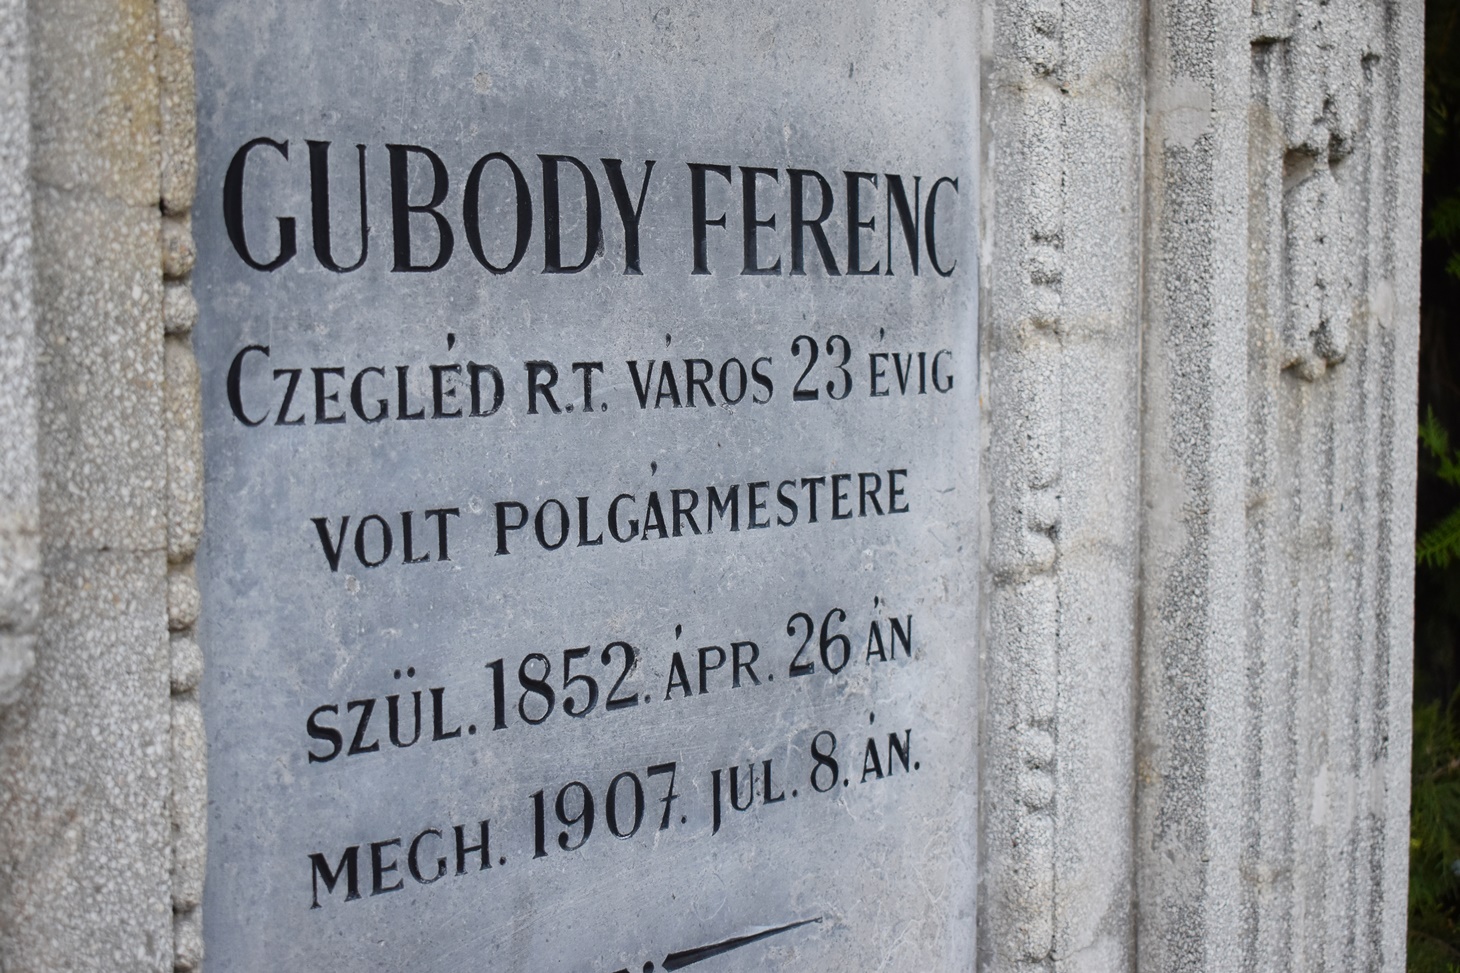 GUBODY FERENC
CZEGLÉD R.T. VÁROS 23 ÉVIG
VOLT POLGÁRMESTERE
SZÜL. 1852. ÁPR. 26 ÁN
MEGH. 1907. JUL. 8. ÁN.